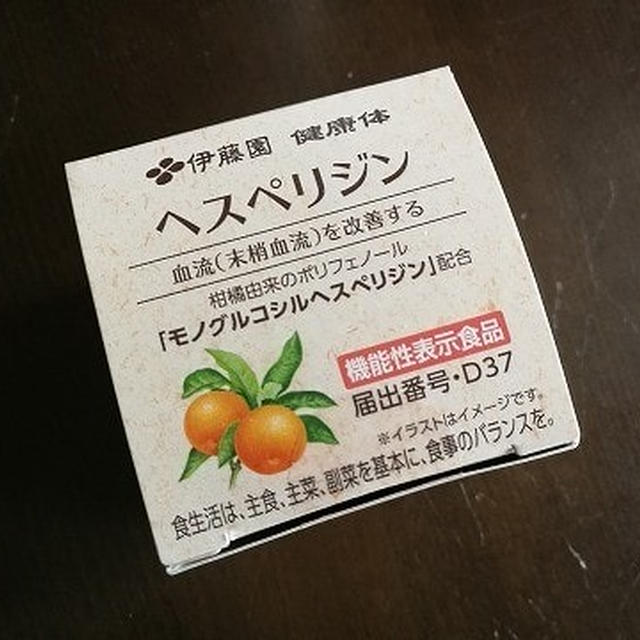 伊藤園 健康体
ヘスペリジン
血流(末梢血流)を改善する
柑橘由来のポリフェノール
「モノグルコシルヘスペリジン」配合
機能性表示食品
届出番号・D37
※イラストはイメージです。
食生活は、主食、主菜、副菜を基本に、食事のバランスを。